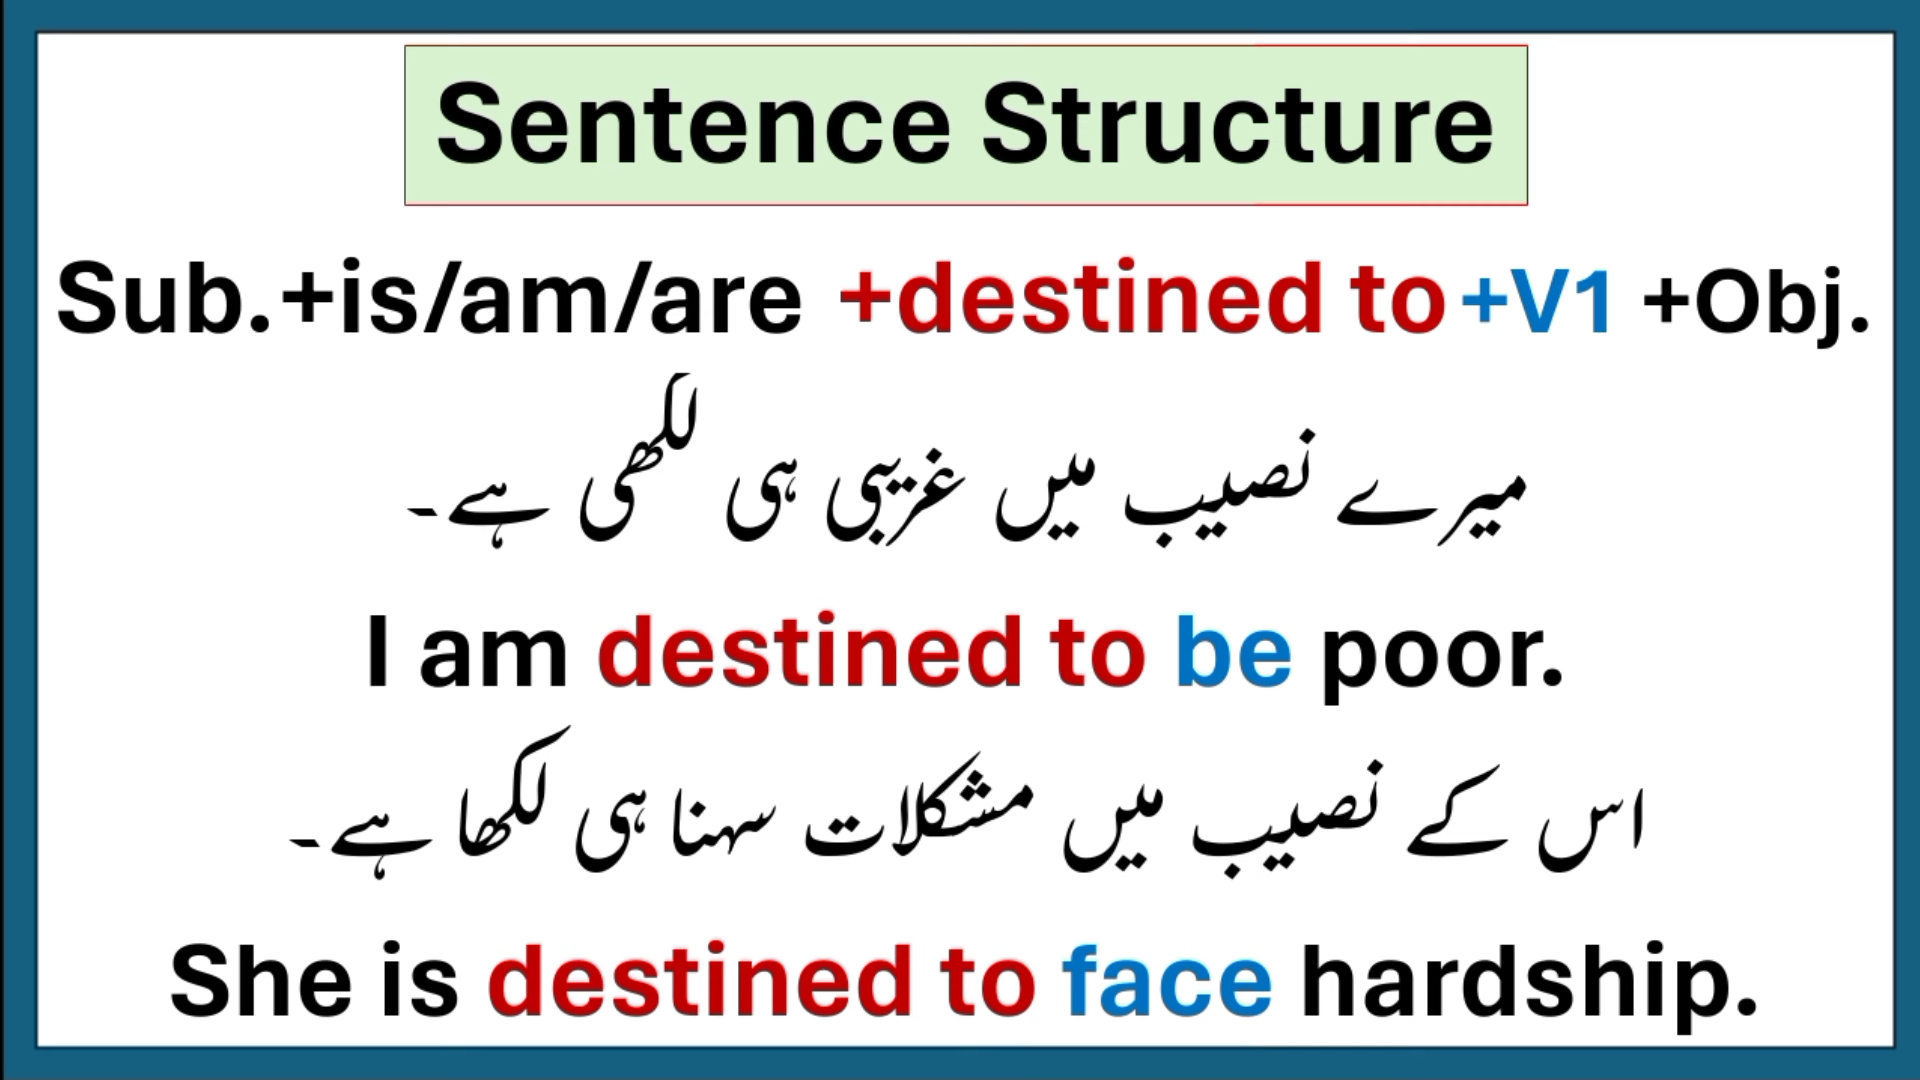 Sentence Structure
Sub.+is/am/are +destined to+V1 +Obj.
میرے نصیب میں غریبی ہی لکھی ہے۔
I am destined to be poor.
اس کے نصیب میں مشکلات سہنا ہی لکھا ہے۔
She is destined to face hardship.